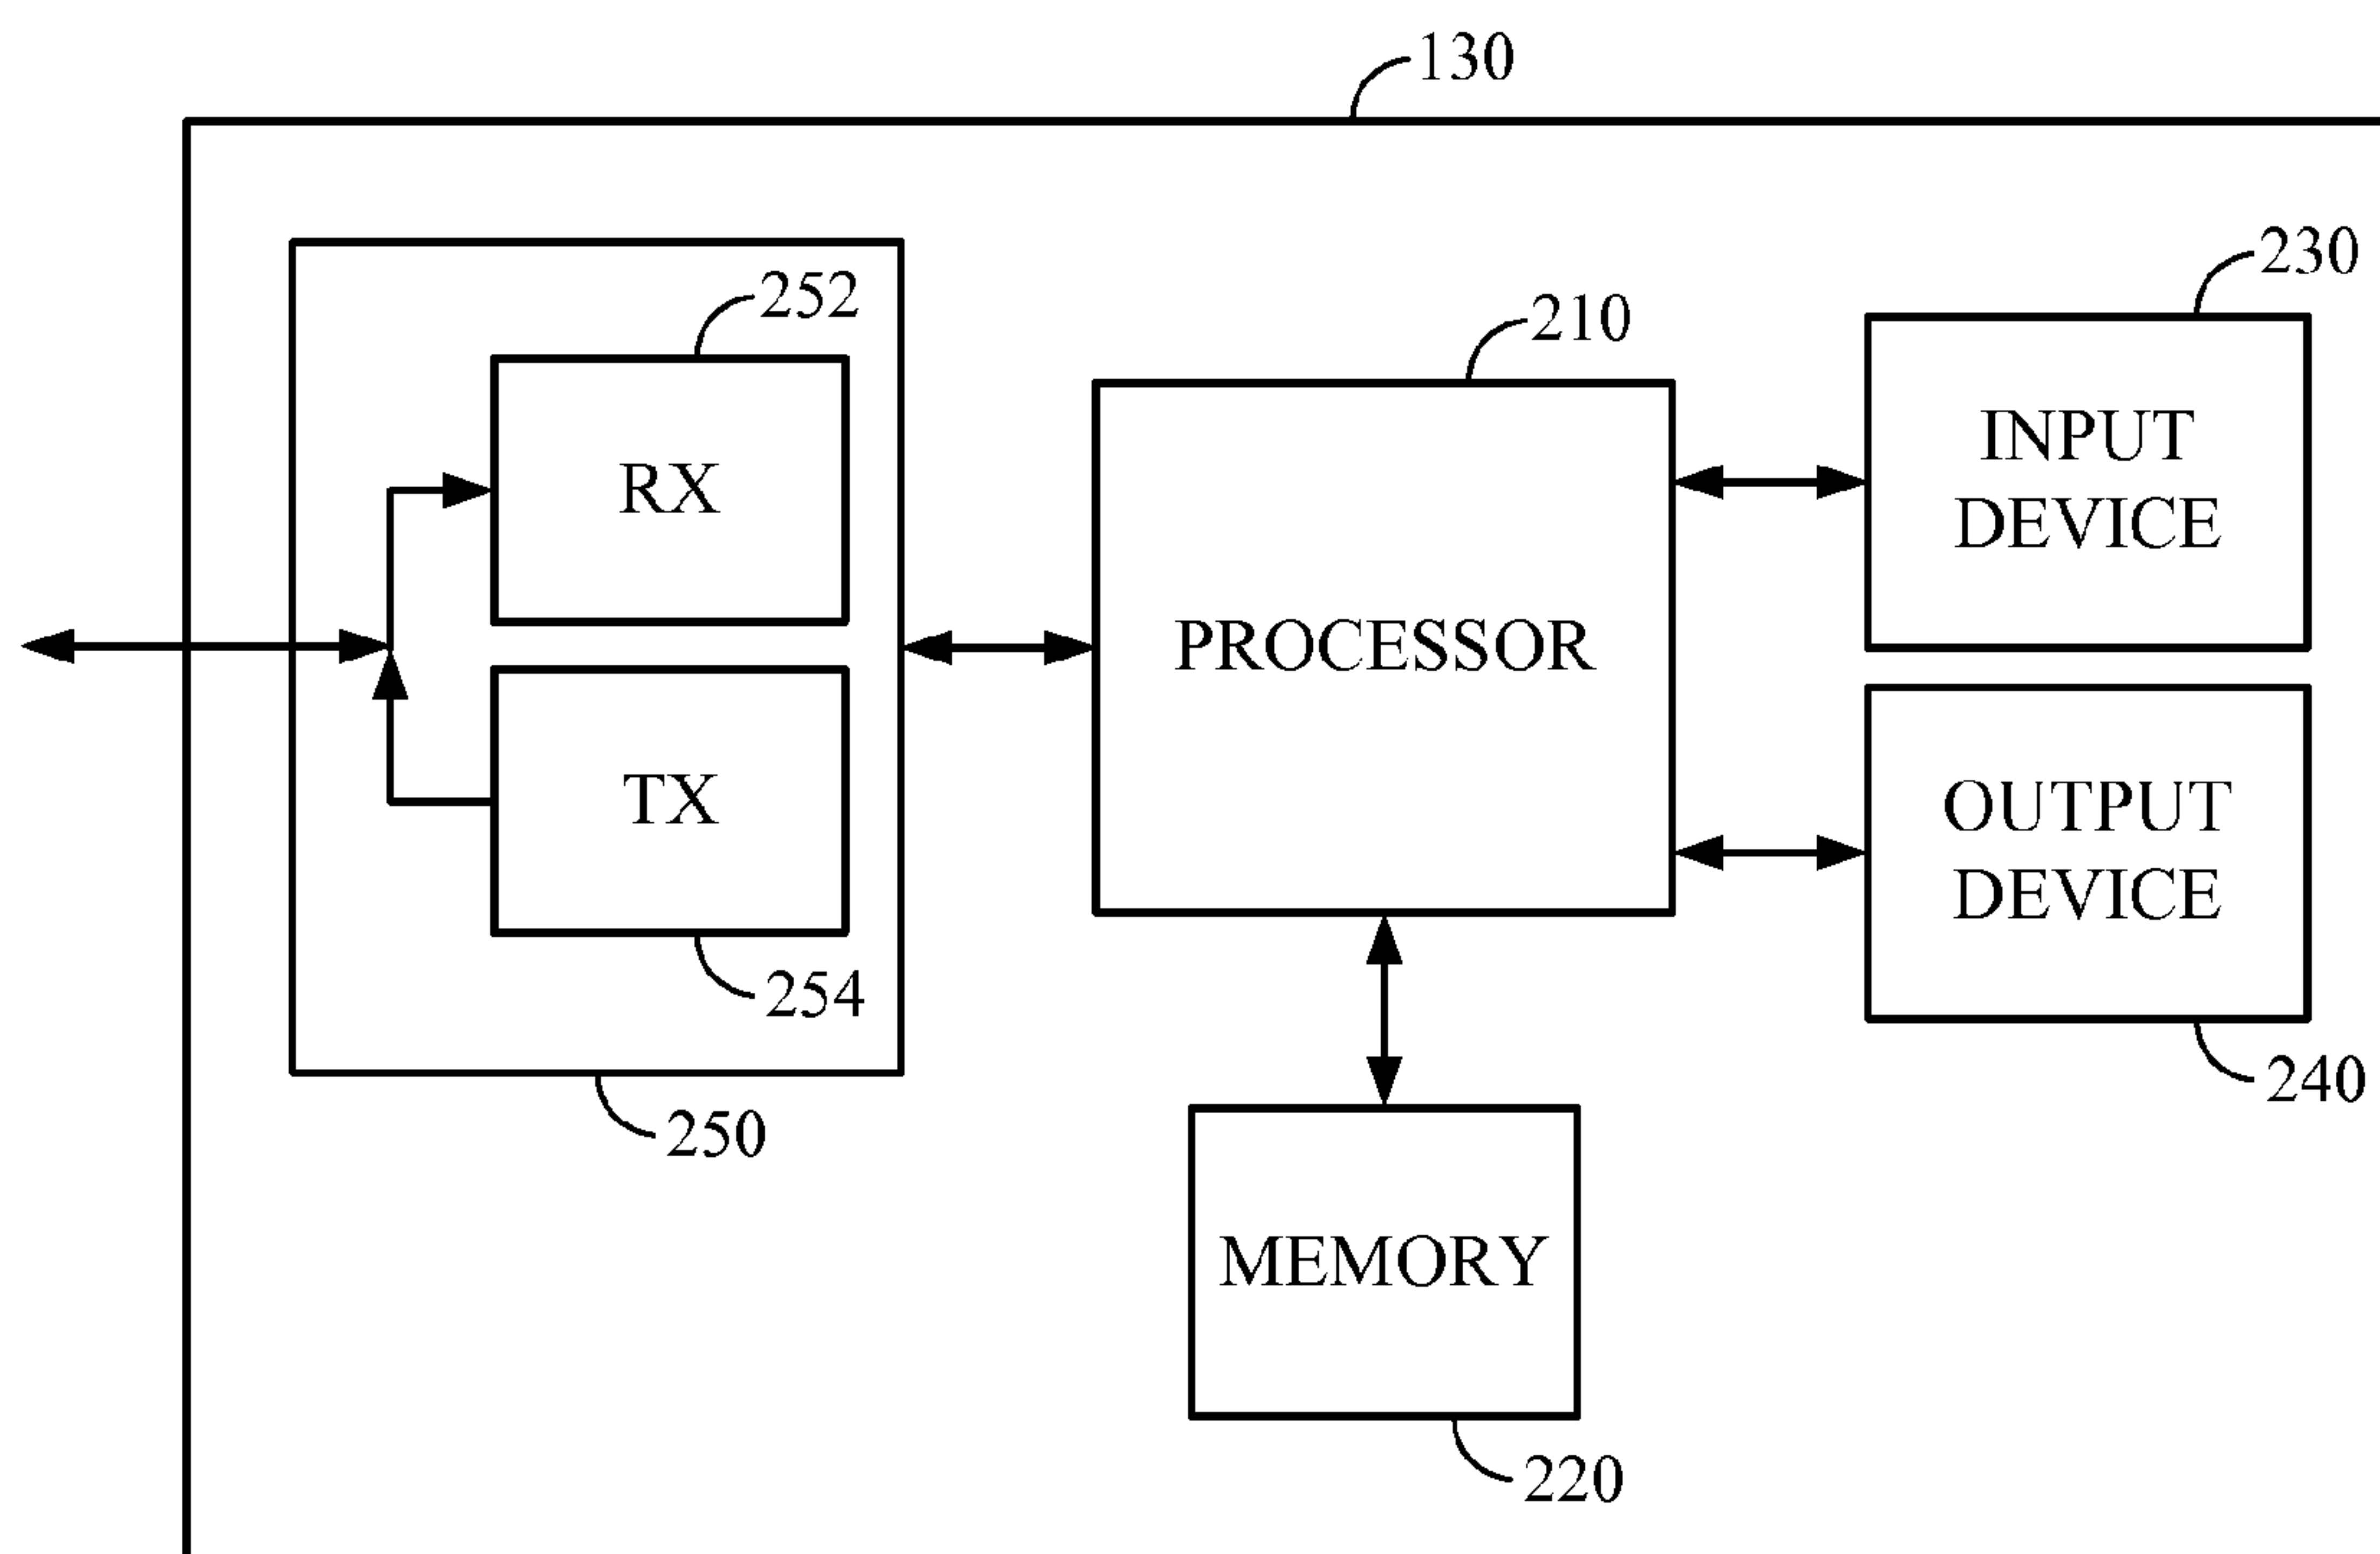 130
252
RX
TX
254
250
210
PROCESSOR
230
INPUT
DEVICE
OUTPUT
DEVICE
240
MEMORY
220